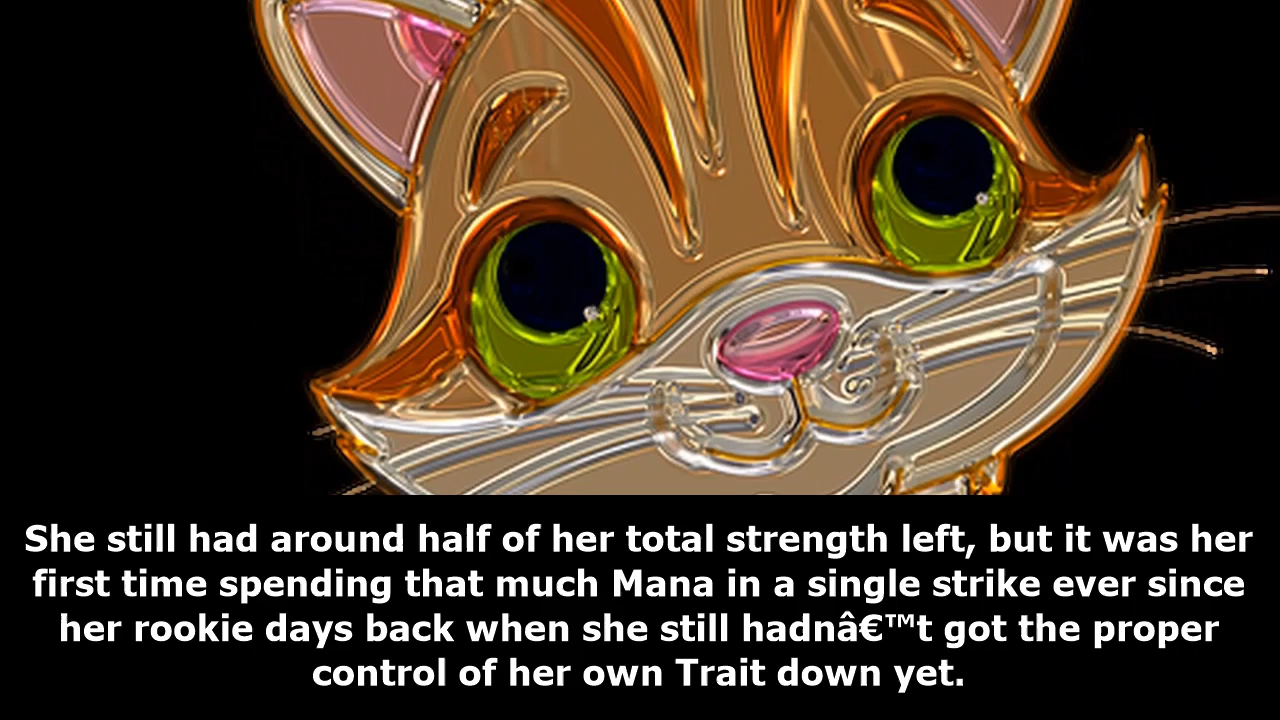 She still had around half of her total strength left, but it was her
first time spending that much Mana in a single strike ever since
her rookie days back when she still hadnâ€™t got the proper
control of her own Trait down yet.